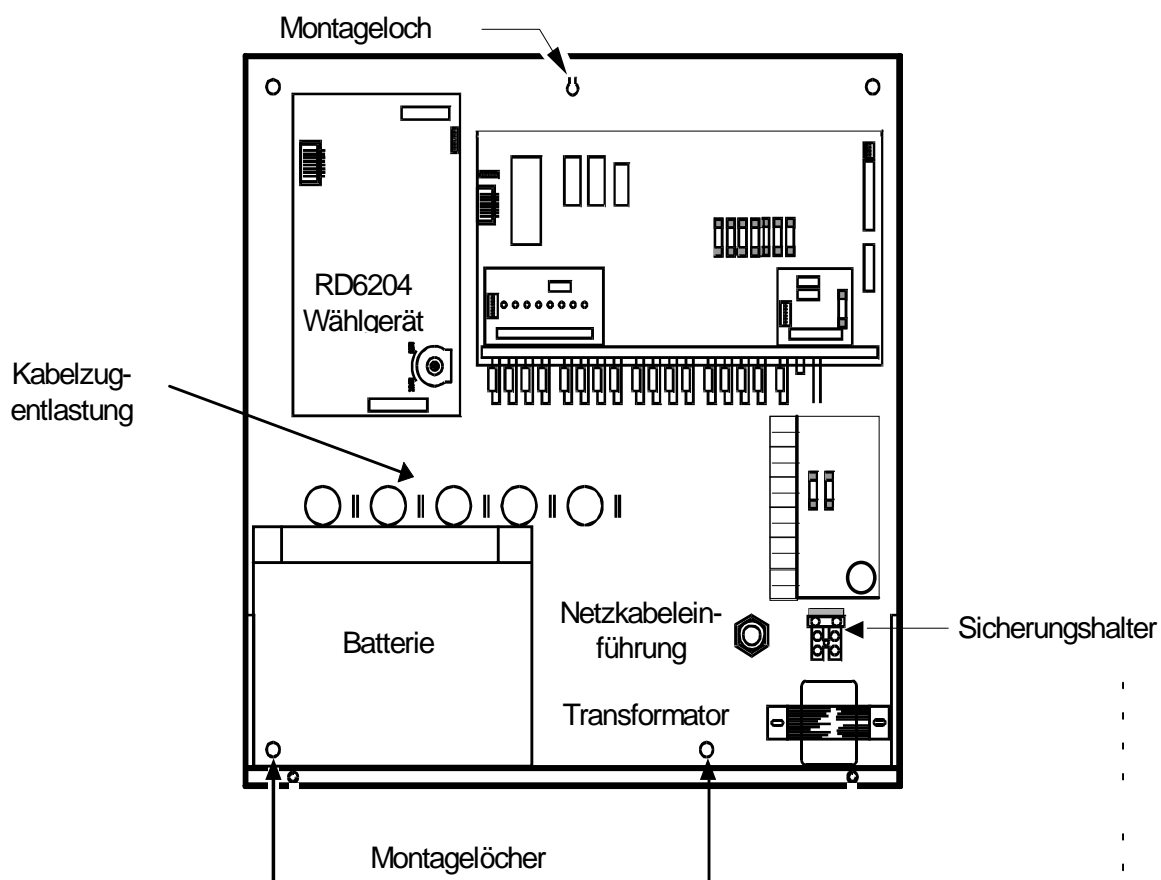 Montageloch
RD6204
Wählgerät
Kabelzug-
entlastung
Netzkabelein-
führung
Sicherungshalter
Batterie
Transformator
Montagelöcher